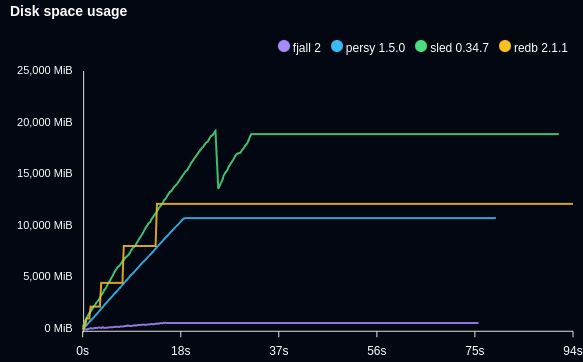 Disk space usage
fjall 2 persy 1.5.0 sled 0.34.7 redb 2.1.1
25,000 MiB
20,000 MiB
15,000 MiB
10,000 MiB
5,000 MiB
0 MiB
0s 18s 37s 56s 75s 94s